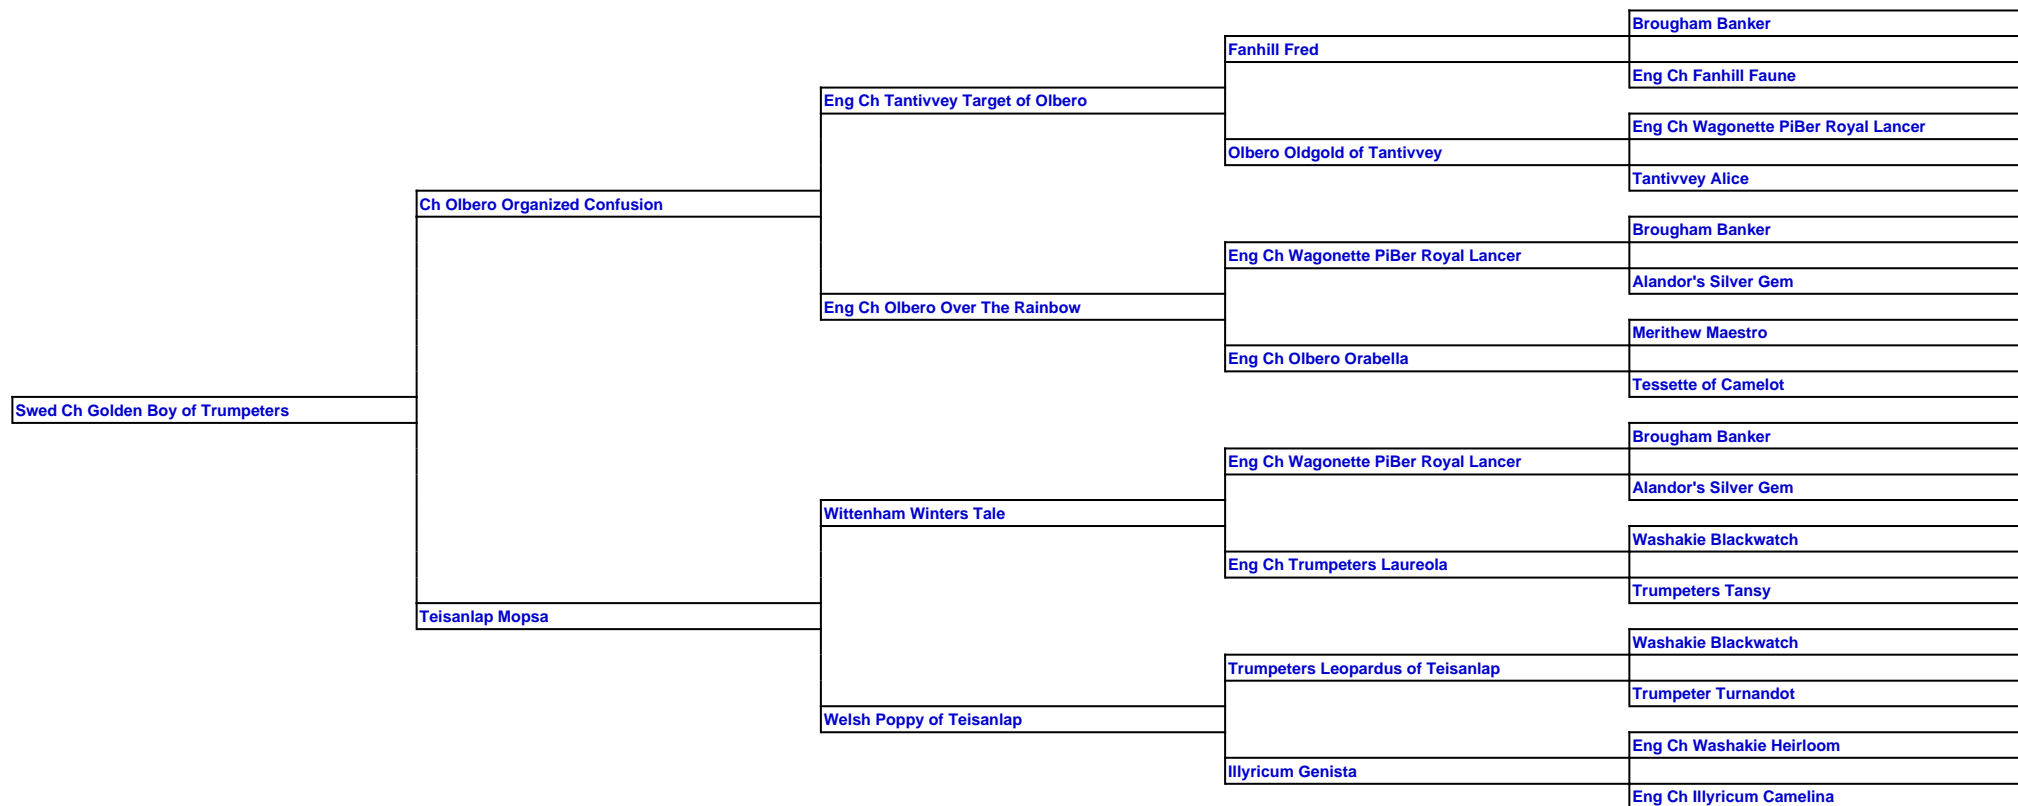 Brougham Banker
Fanhill Fred
Eng Ch Fanhill Faune
Eng Ch Tantivvey Target of Olbero
Eng Ch Wagonette PiBer Royal Lancer
Olbero Oldgold of Tantivvey
Tantivvey Alice
Ch Olbero Organized Confusion
Brougham Banker
Eng Ch Wagonette PiBer Royal Lancer
Alandor's Silver Gem
Eng Ch Olbero Over The Rainbow
Merithew Maestro
Eng Ch Olbero Orabella
Tessette of Camelot
Swed Ch Golden Boy of Trumpeters
Brougham Banker
Eng Ch Wagonette PiBer Royal Lancer
Alandor's Silver Gem
Wittenham Winters Tale
Washakie Blackwatch
Eng Ch Trumpeters Laureola
Trumpeters Tansy
Teisanlap Mopsa
Washakie Blackwatch
Trumpeters Leopardus of Teisanlap
Trumpeter Turnandot
Welsh Poppy of Teisanlap
Eng Ch Washakie Heirloom
Illyricum Genista
Eng Ch Illyricum Camelina